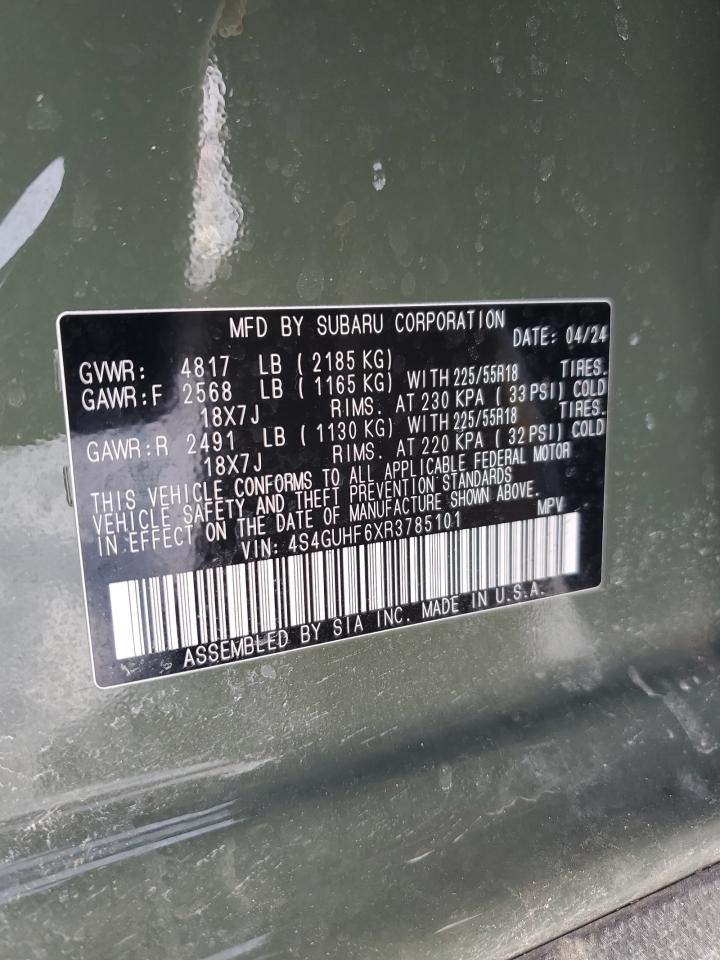 MFD BY SUBARU CORPORATION DATE: 04/24
GVWR: 4817 LB ( 2185 KG)
GAWR:F 2568 LB ( 1165 KG) WITH 225/55R18 TIRES.
18X7J RIMS. AT 230 KPA ( 33 PSI) COLD
GAWR:R 2491 LB ( 1130 KG) WITH 225/55R18 TIRES.
18X7J RIMS. AT 220 KPA ( 32 PSI) COLD
THIS VEHICLE CONFORMS TO ALL APPLICABLE FEDERAL MOTOR
VEHICLE SAFETY AND THEFT PREVENTION STANDARDS
IN EFFECT ON THE DATE OF MANUFACTURE SHOWN ABOVE.
VIN: 4S4GUHF6XR3785101 MPV
ASSEMBLED BY SIA INC. MADE IN U.S.A.